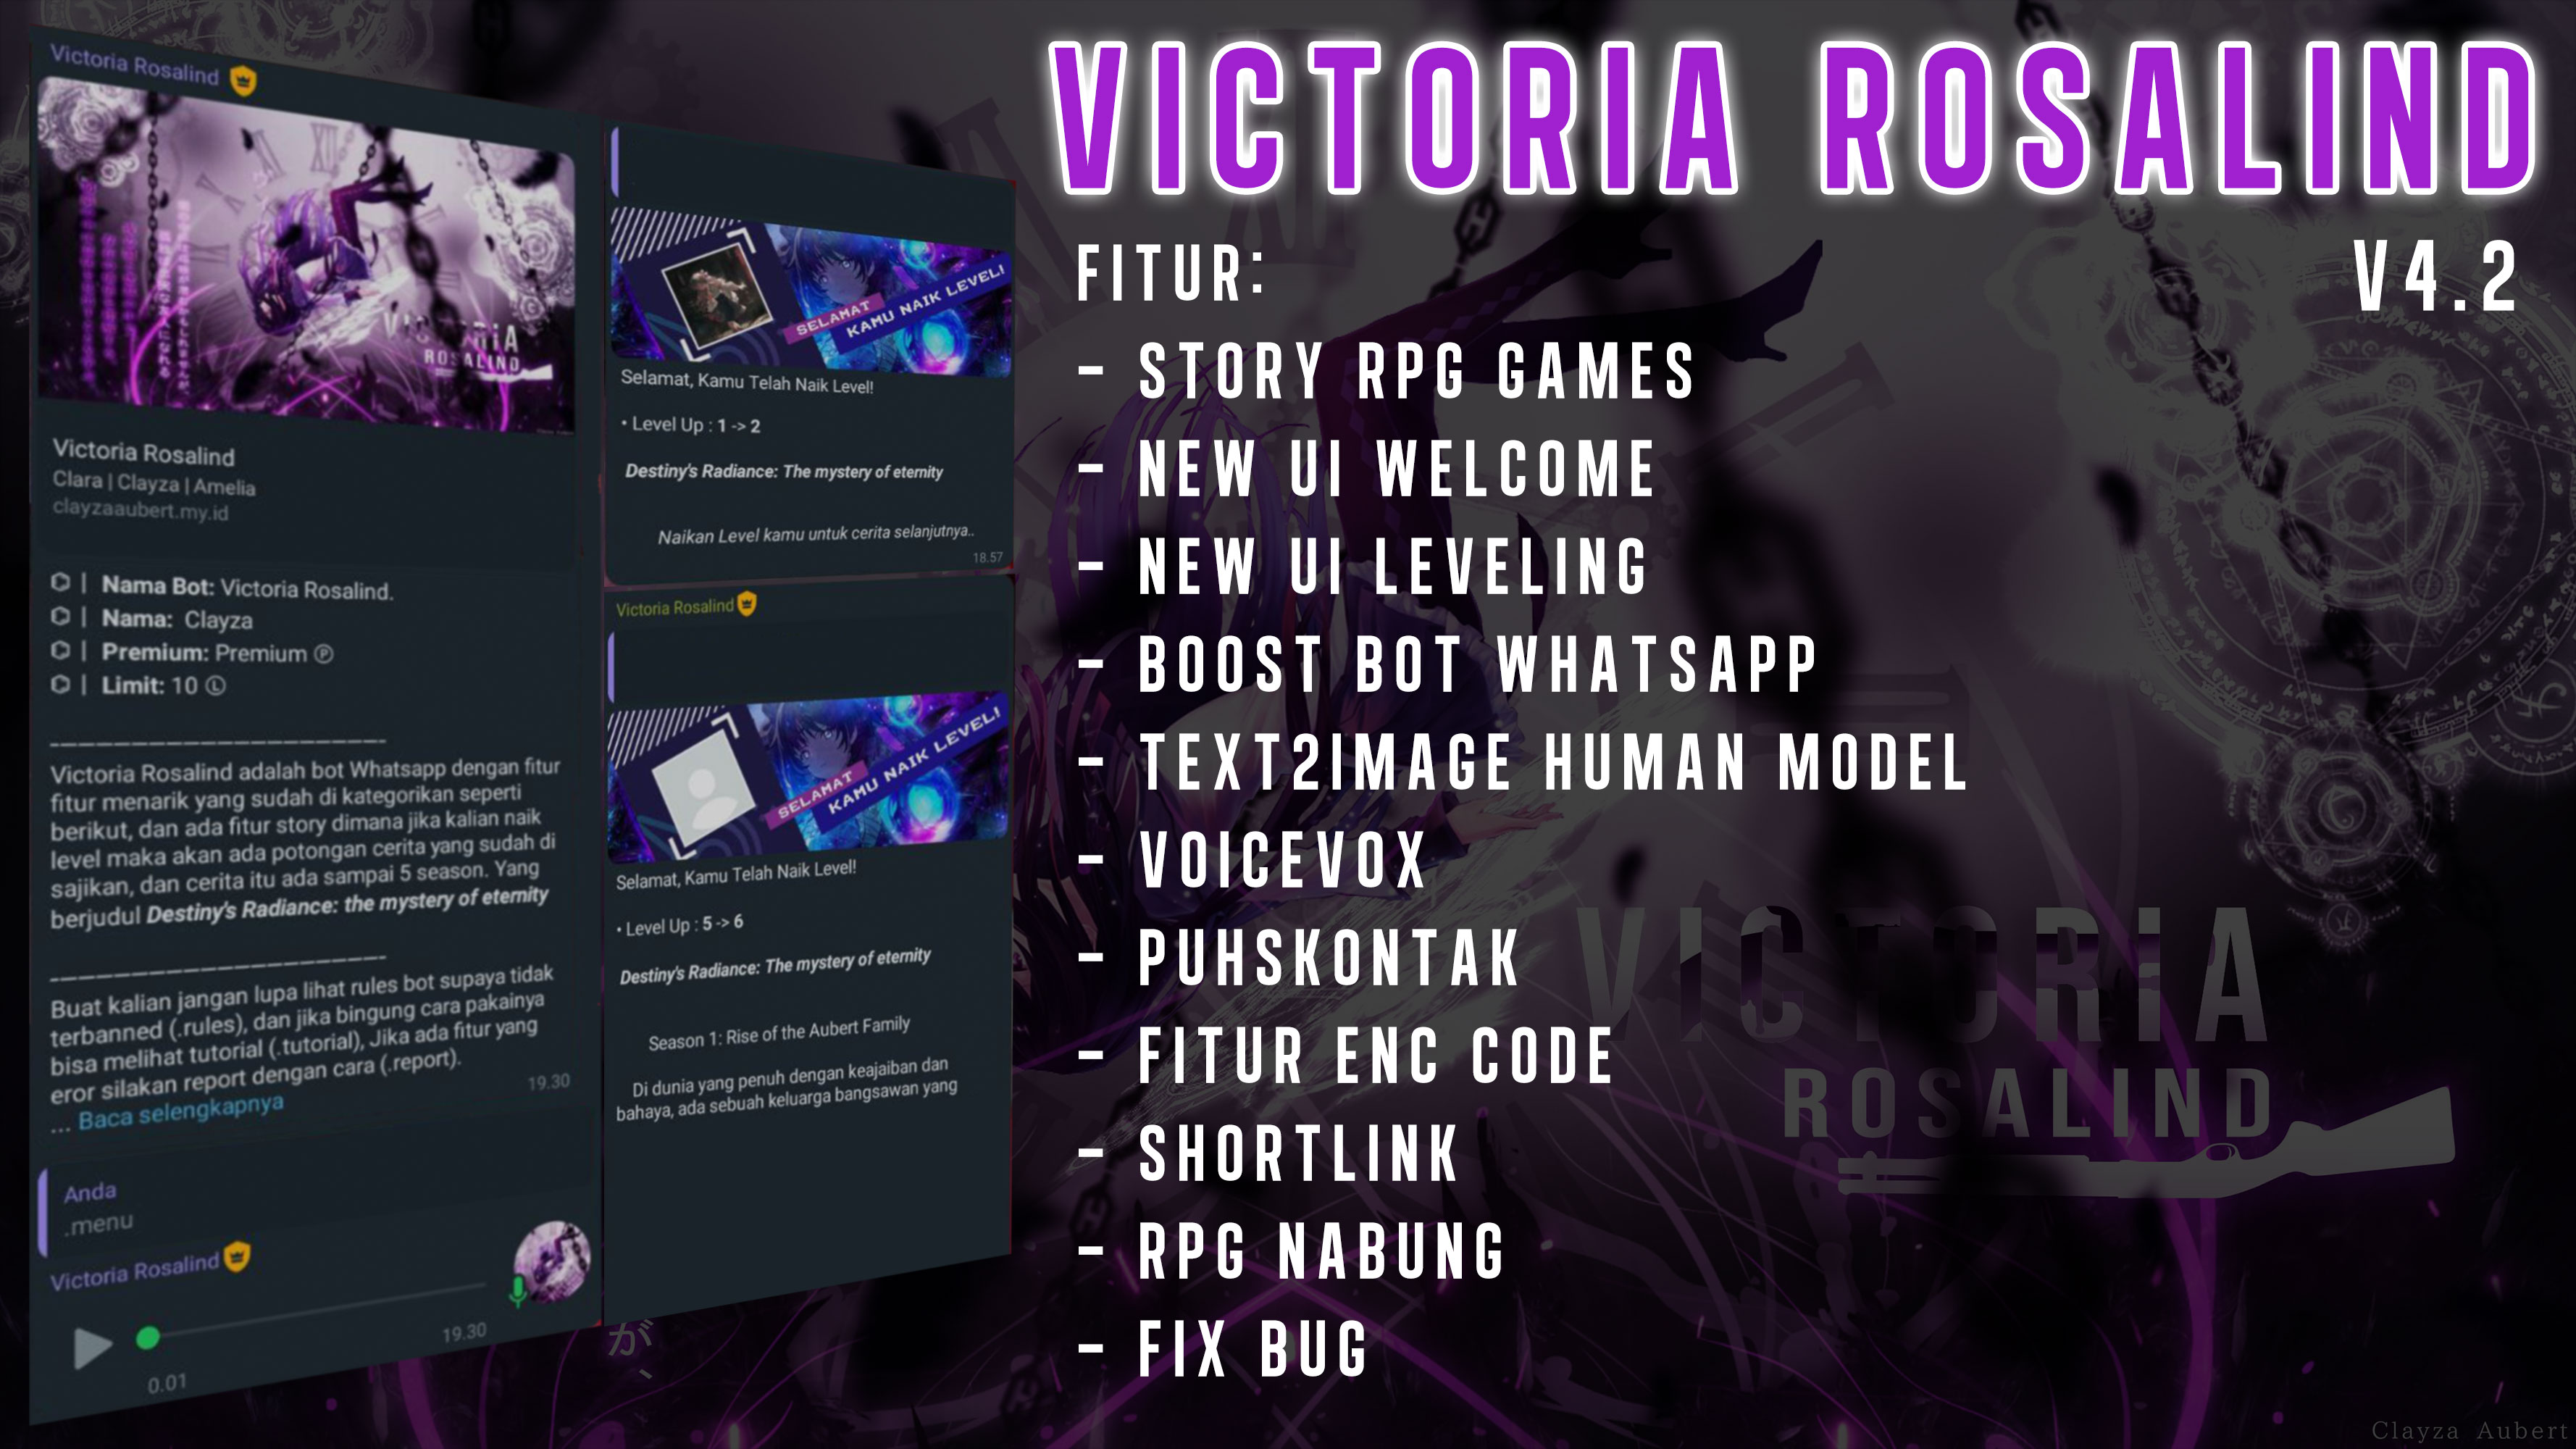 Victoria Rosalind
VICTORIA
ROSALIND
Victoria Rosalind
Clara | Clayza | Amelia
clayzaaubert.my.id
| Nama Bot: Victoria Rosalind.
| Nama: Clayza
| Premium: Premium Ⓟ
| Limit: 10 Ⓛ
Victoria Rosalind adalah bot Whatsapp dengan fitur
fitur menarik yang sudah di kategorikan seperti
berikut, dan ada fitur story dimana jika kalian naik
level maka akan ada potongan cerita yang sudah di
sajikan, dan cerita itu ada sampai 5 season. Yang
berjudul Destiny's Radiance: the mystery of eternity
Buat kalian jangan lupa lihat rules bot supaya tidak
terbanned (.rules), dan jika bingung cara pakainya
bisa melihat tutorial (.tutorial), Jika ada fitur yang
eror silakan report dengan cara (.report).
... Baca selengkapnya
19.30
Anda
.menu
Victoria Rosalind
0.01
19.30
SELAMAT
KAMU NAIK LEVEL!
Selamat, Kamu Telah Naik Level!
• Level Up : 1 -> 2
Destiny's Radiance: The mystery of eternity
Naikan Level kamu untuk cerita selanjutnya..
18.57
Victoria Rosalind
SELAMAT
KAMU NAIK LEVEL!
Selamat, Kamu Telah Naik Level!
• Level Up : 5 -> 6
Destiny's Radiance: The mystery of eternity
Season 1: Rise of the Aubert Family
Di dunia yang penuh dengan keajaiban dan
bahaya, ada sebuah keluarga bangsawan yang
が、
VICTORIA ROSALIND
V4.2
FITUR:
- STORY RPG GAMES
- NEW UI WELCOME
- NEW UI LEVELING
- BOOST BOT WHATSAPP
- TEXT2IMAGE HUMAN MODEL
- VOICEVOX
- PUHSKONTAK
- FITUR ENC CODE
- SHORTLINK
- RPG NABUNG
- FIX BUG
VICTORiA
ROSALIND
Clayza Aubert